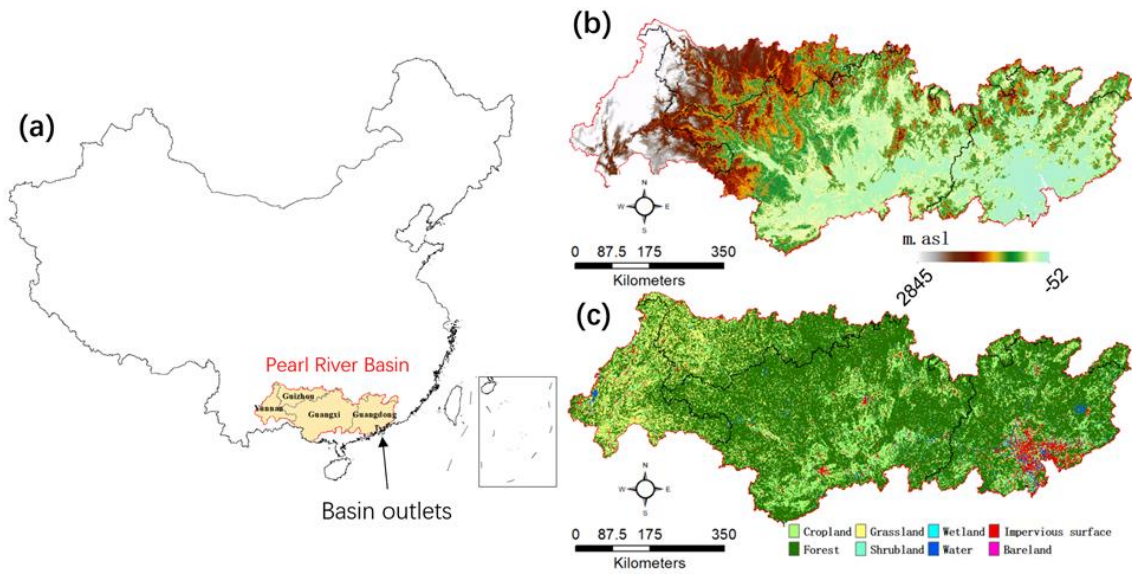 (a)
Pearl River Basin
Guizhou
Yunnan
Guangxi
Guangdong
Basin outlets
(b)
N
W E
S
0 87.5 175 350
Kilometers
m.asl
2845
-52
(c)
N
W E
S
0 87.5 175 350
Kilometers
Cropland Grassland Wetland Impervious surface
Forest Shrubland Water Bareland